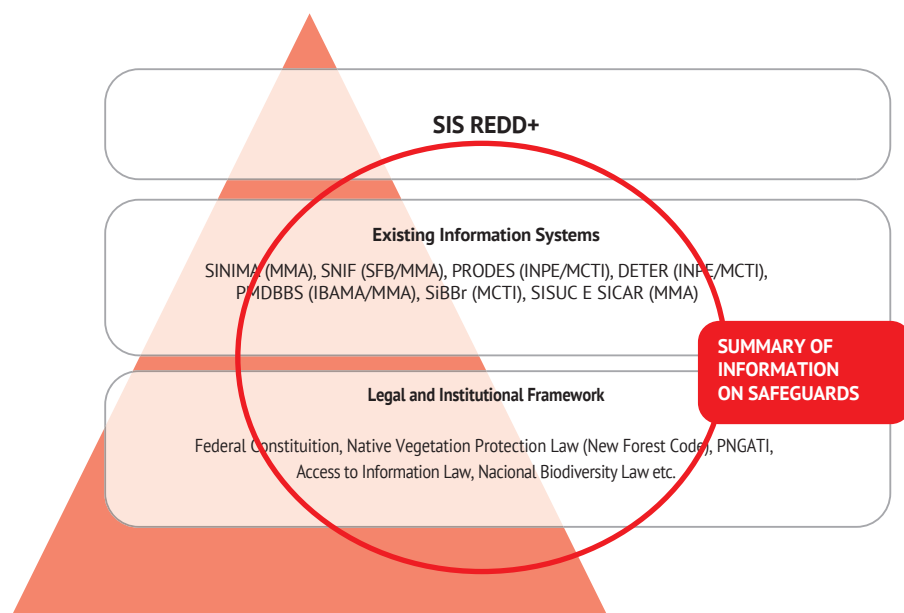 SIS REDD+
Existing Information Systems
SINIMA (MMA), SNIF (SFB/MMA), PRODES (INPE/MCTI), DETER (INPE/MCTI),
PMDBBS (IBAMA/MMA), SiBBr (MCTI), SISUC E SICAR (MMA)
SUMMARY OF
INFORMATION
ON SAFEGUARDS
Legal and Institutional Framework
Federal Constituition, Native Vegetation Protection Law (New Forest Code), PNGATI,
Access to Information Law, Nacional Biodiversity Law etc.